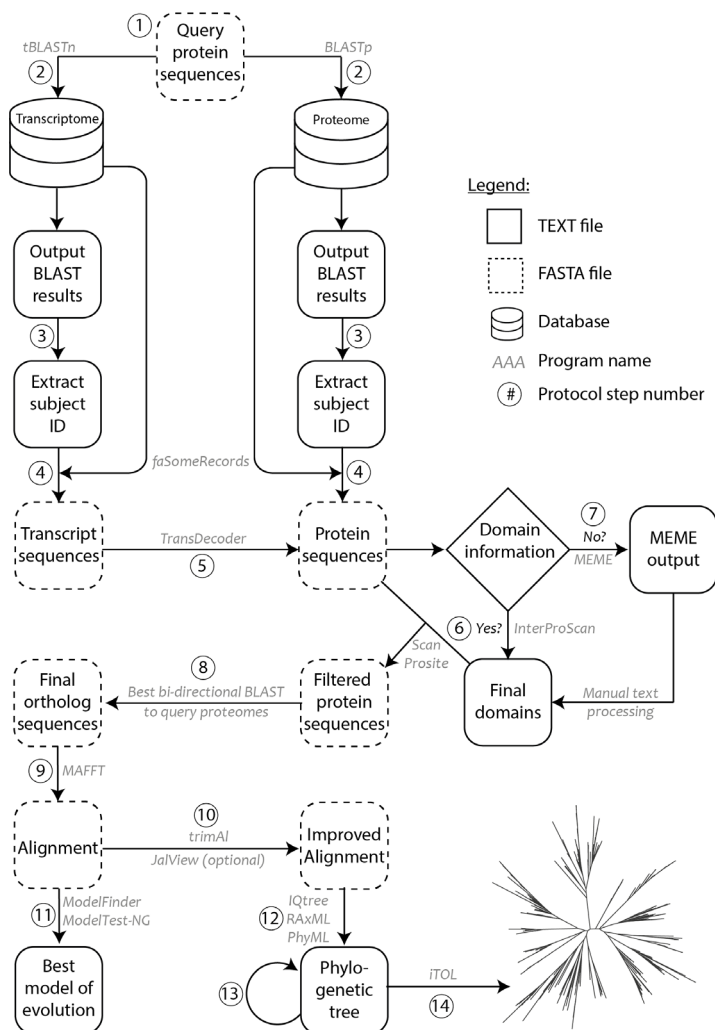 1
Query
protein
sequences
tBLASTn
BLASTp
2
2
Transcriptome
Proteome
Output
BLAST
results
Output
BLAST
results
3
3
Extract
subject
ID
Extract
subject
ID
4
faSomeRecords
4
Legend:
TEXT file
FASTA file
Database
AAA Program name
# Protocol step number
Transcript
sequences
TransDecoder
5
Protein
sequences
Domain
information
7
No?
MEME
MEME
output
6 Yes? InterProScan
Scan
Prosite
Final
ortholog
sequences
8
Best bi-directional BLAST
to query proteomes
Filtered
protein
sequences
Final
domains
Manual text
processing
9 MAFFT
Alignment
10
trimAl
JalView (optional)
Improved
Alignment
11
ModelFinder
ModelTest-NG
12
IQtree
RAxML
PhyML
Best
model of
evolution
13
Phylo-
genetic
tree
iTOL
14